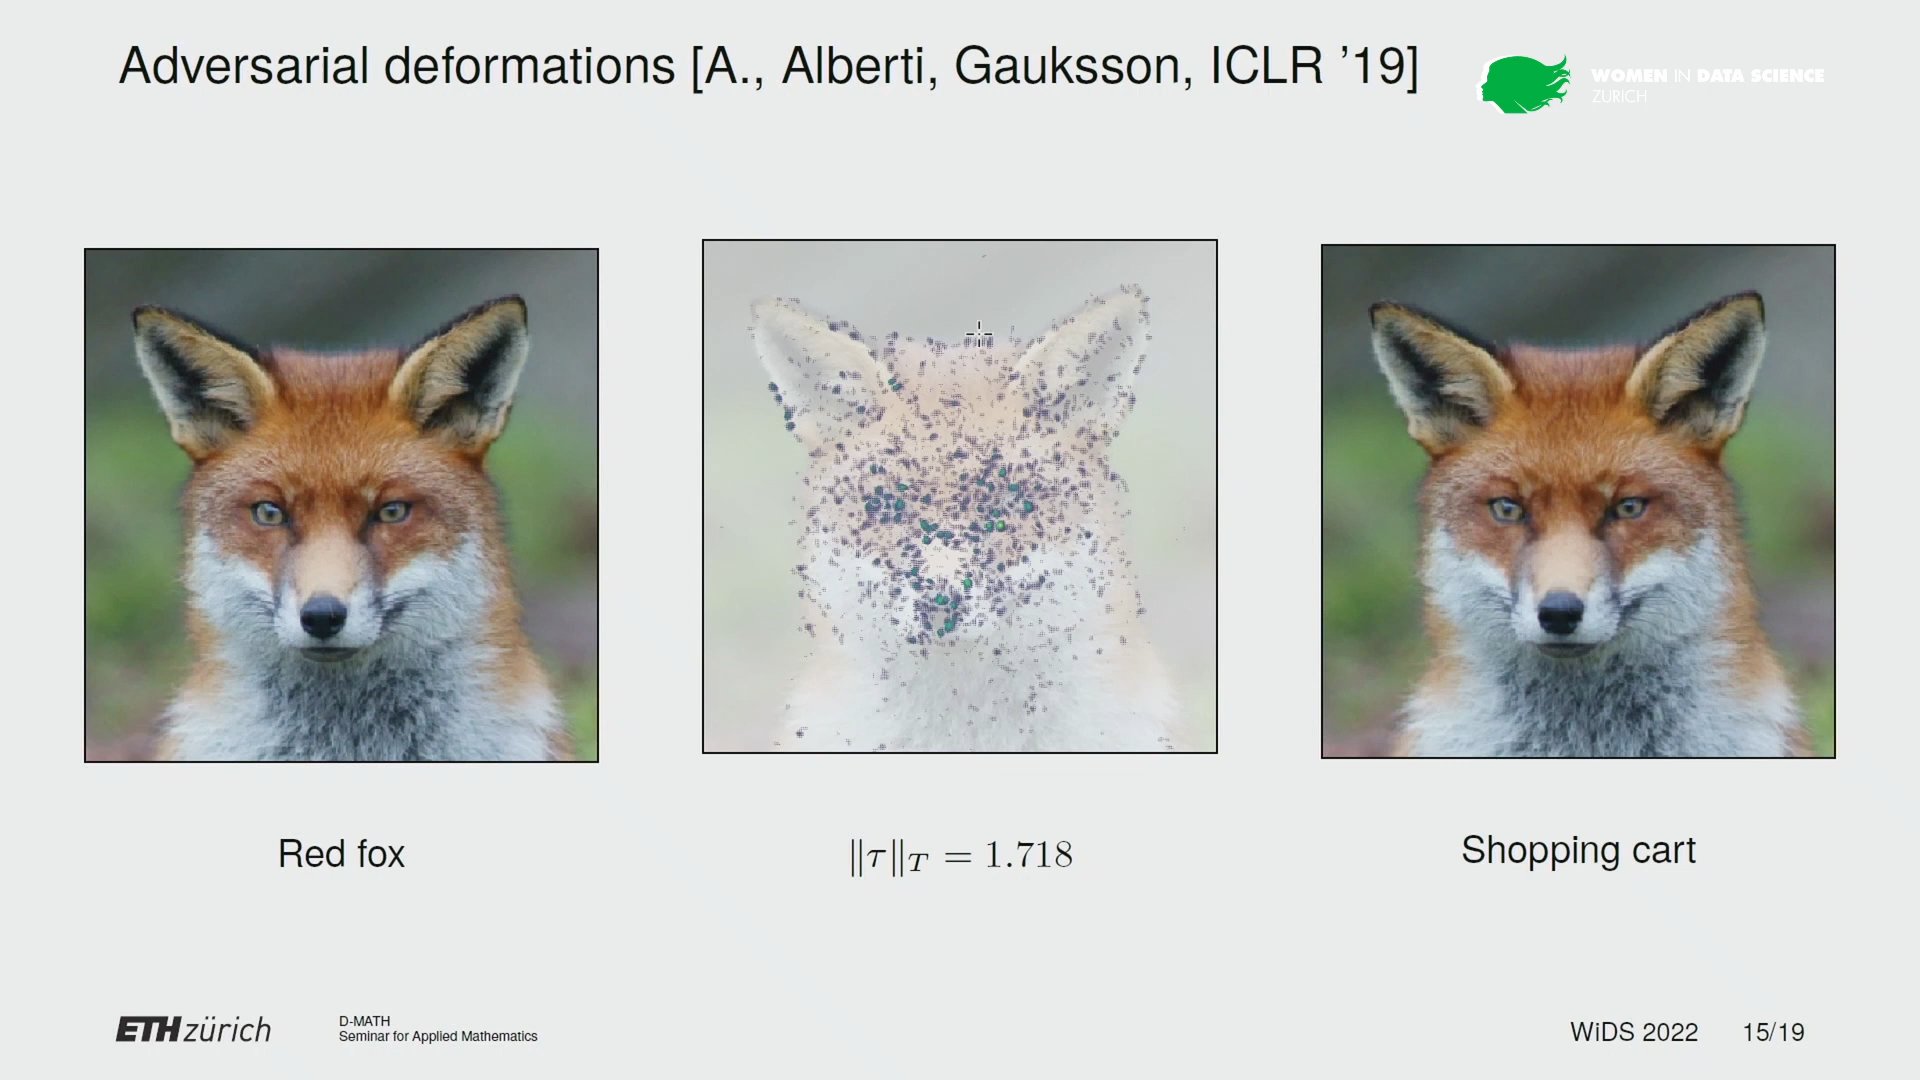 Adversarial deformations [A., Alberti, Gauksson, ICLR ’19]
WOMEN IN DATA SCIENCE
ZURICH
Red fox
‖τ‖_T = 1.718
Shopping cart
ETH zürich
D-MATH
Seminar for Applied Mathematics
WiDS 2022 15/19